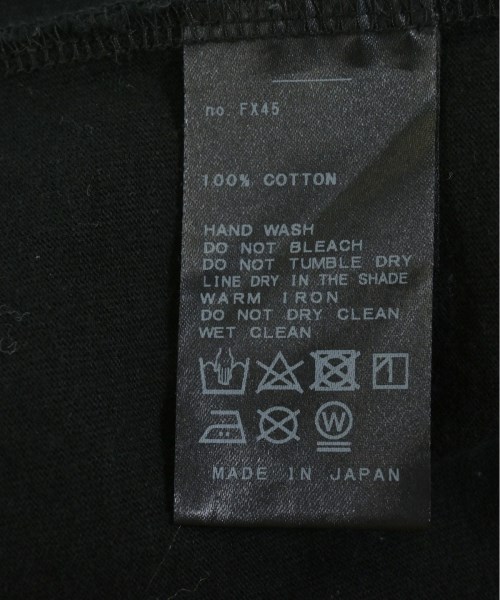 no. FX45
100% COTTON
HAND WASH
DO NOT BLEACH
DO NOT TUMBLE DRY
LINE DRY IN THE SHADE
WARM IRON
DO NOT DRY CLEAN
WET CLEAN
W
MADE IN JAPAN